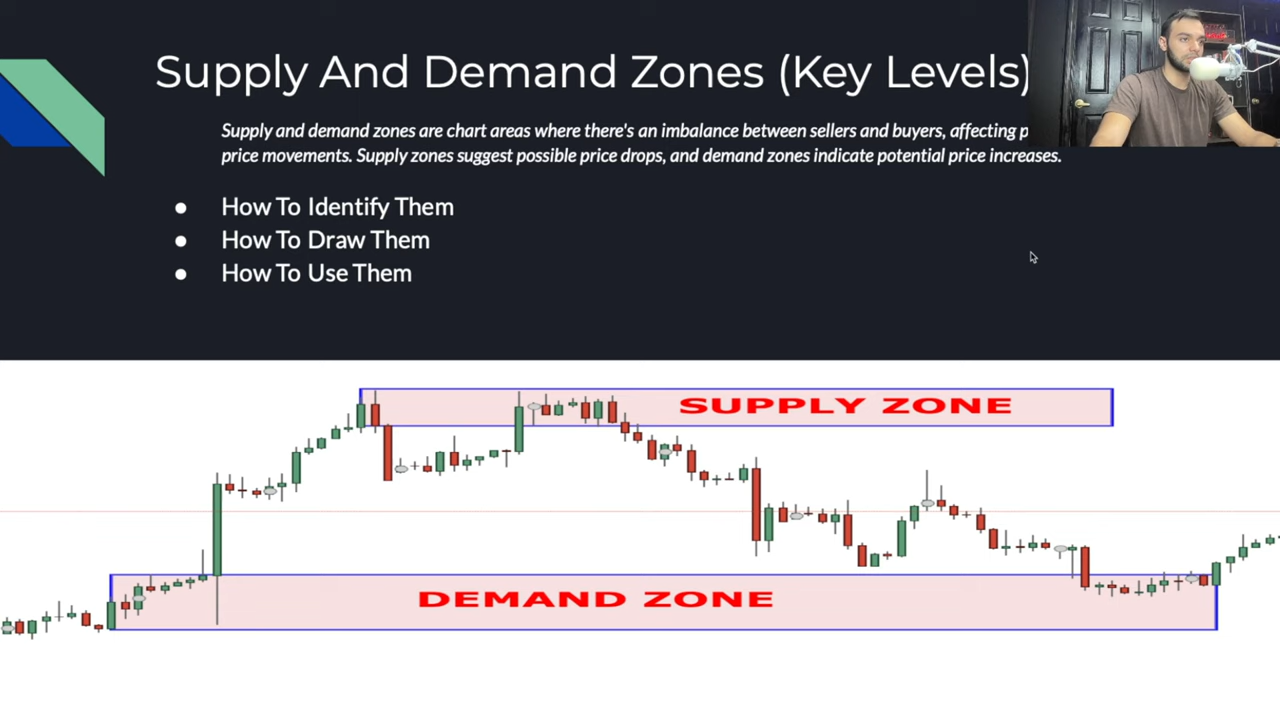 Supply And Demand Zones (Key Levels)
Supply and demand zones are chart areas where there's an imbalance between sellers and buyers, affecting
price movements. Supply zones suggest possible price drops, and demand zones indicate potential price increases.
● How To Identify Them
● How To Draw Them
● How To Use Them
SUPPLY ZONE
DEMAND ZONE